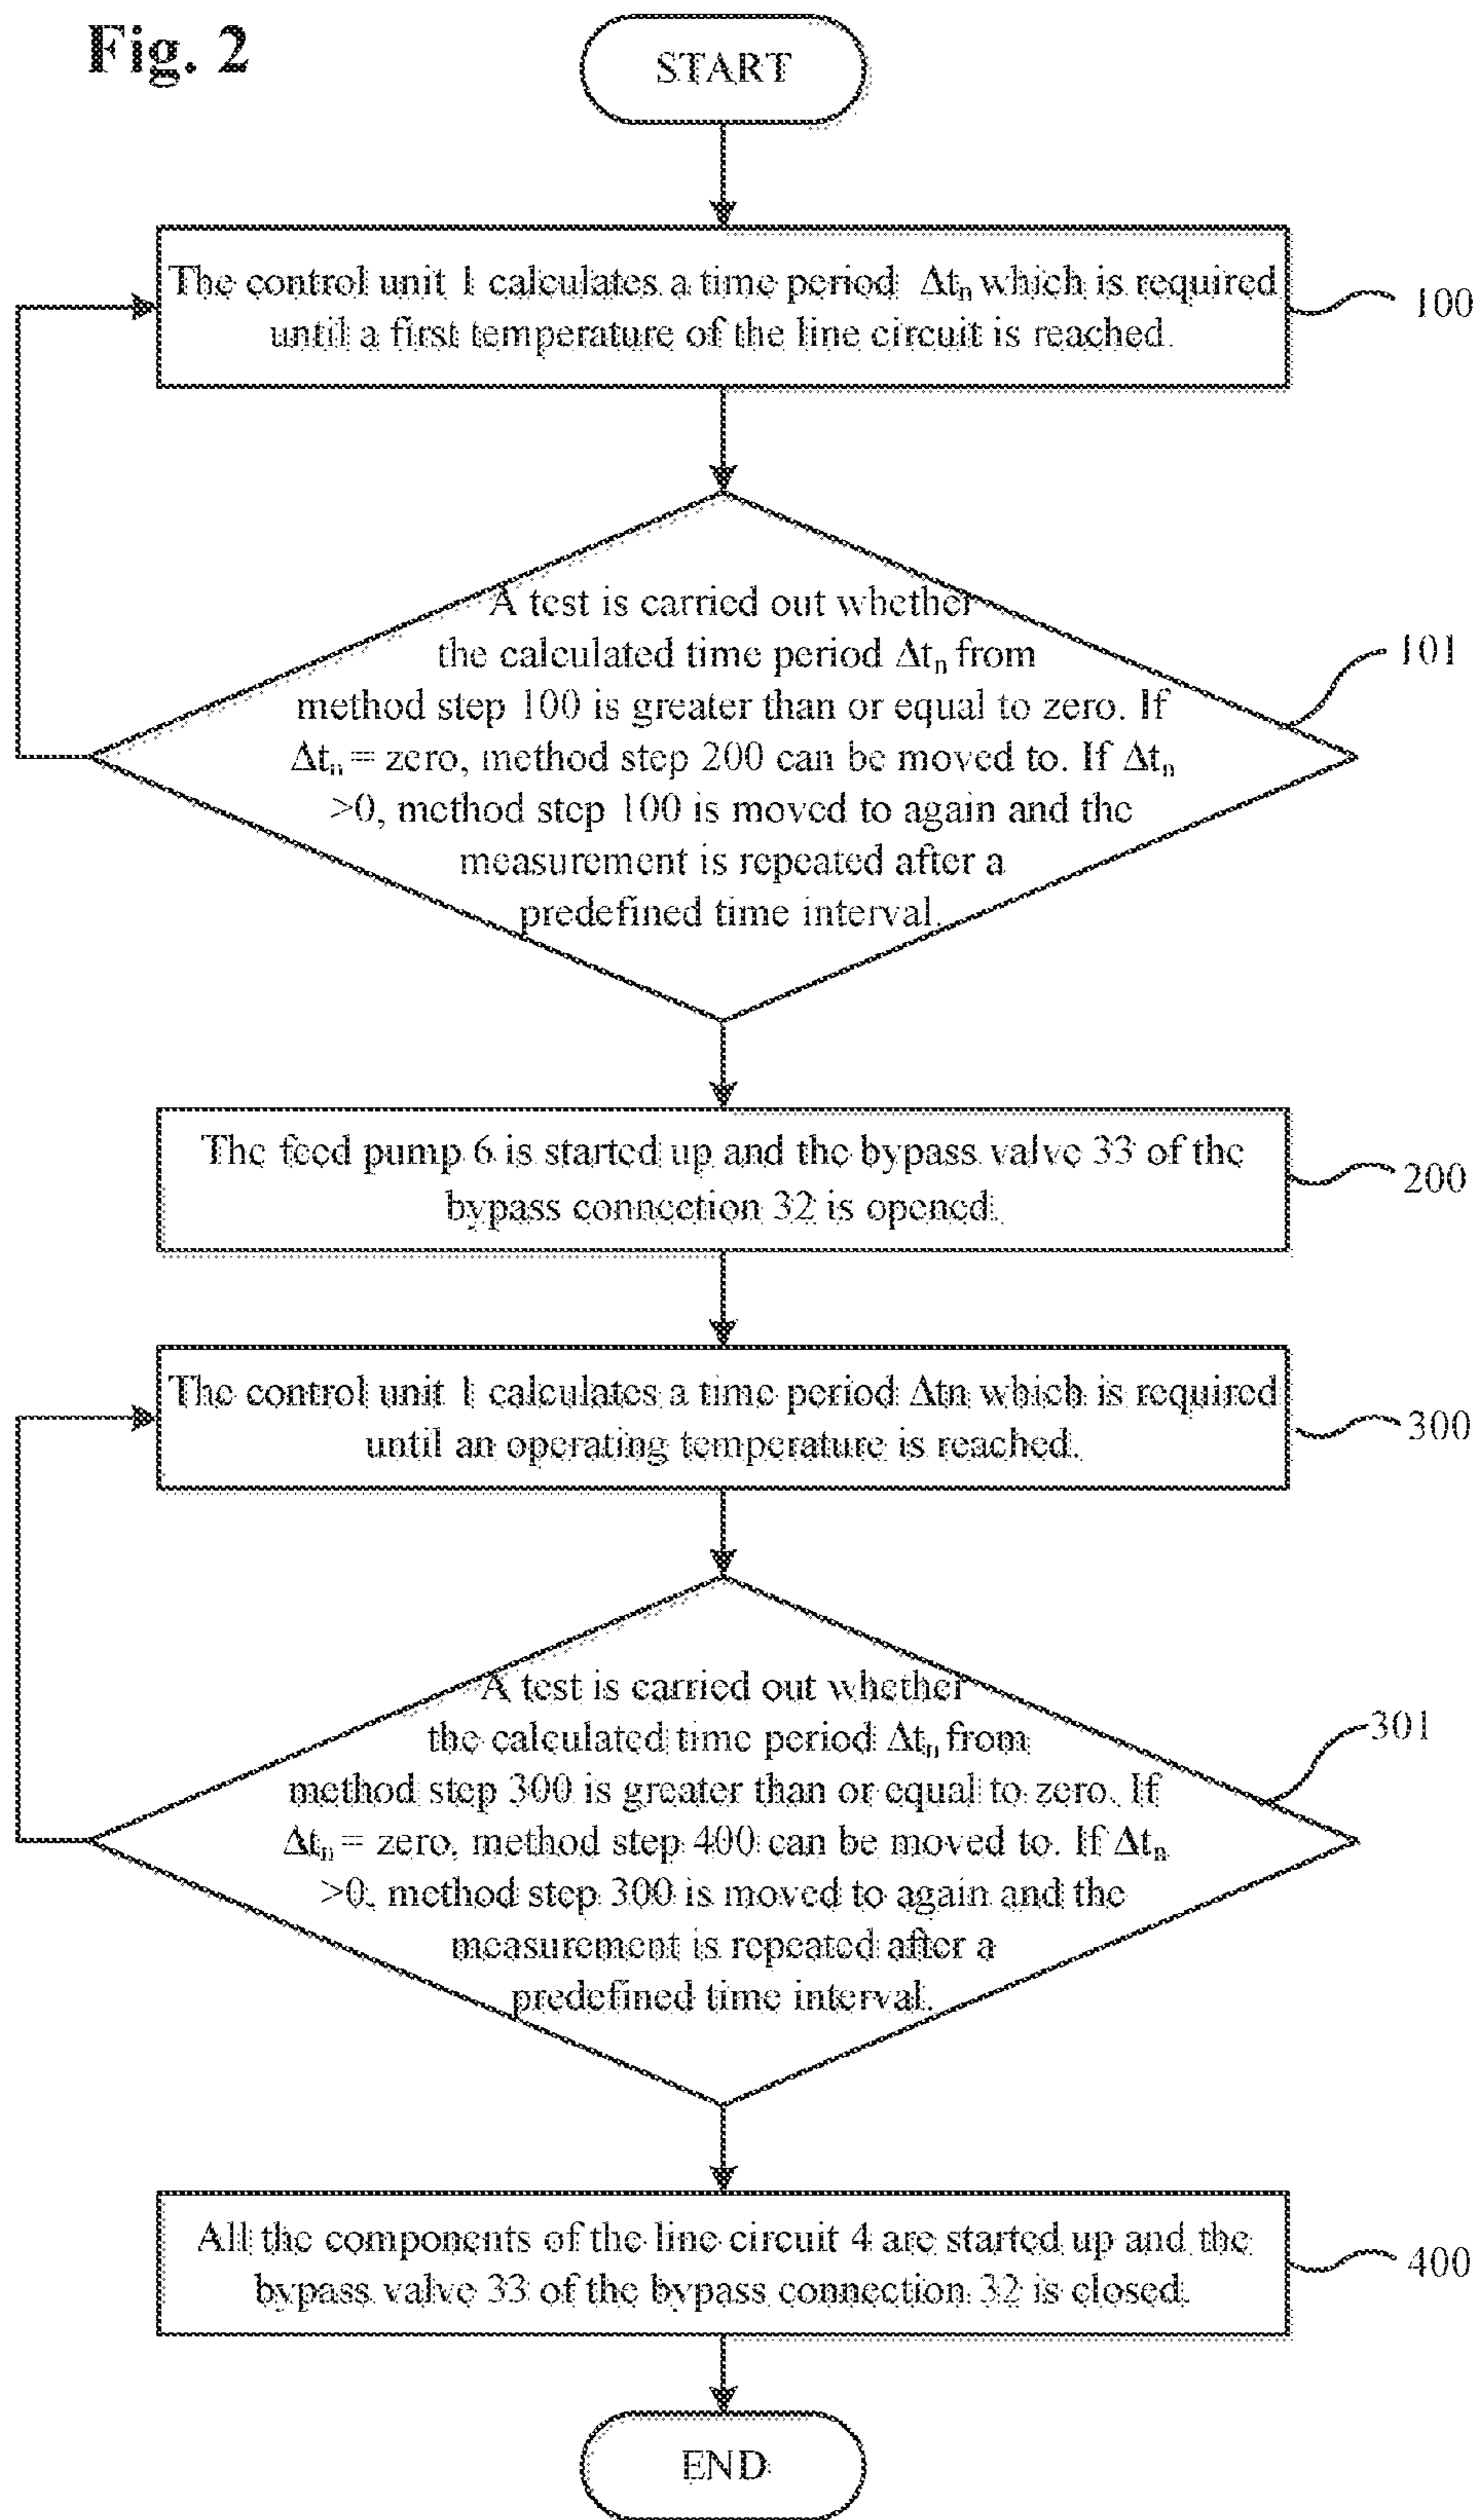 Fig. 2
START
The control unit 1 calculates a time period Δtₙ which is required
until a first temperature of the line circuit is reached.
100
A test is carried out whether
the calculated time period Δtₙ from
method step 100 is greater than or equal to zero. If
Δtₙ = zero, method step 200 can be moved to. If Δtₙ
>0, method step 100 is moved to again and the
measurement is repeated after a
predefined time interval.
101
The feed pump 6 is started up and the bypass valve 33 of the
bypass connection 32 is opened.
200
The control unit 1 calculates a time period Δtn which is required
until an operating temperature is reached.
300
A test is carried out whether
the calculated time period Δtₙ from
method step 300 is greater than or equal to zero. If
Δtₙ = zero, method step 400 can be moved to. If Δtₙ
>0, method step 300 is moved to again and the
measurement is repeated after a
predefined time interval.
301
All the components of the line circuit 4 are started up and the
bypass valve 33 of the bypass connection 32 is closed.
400
END